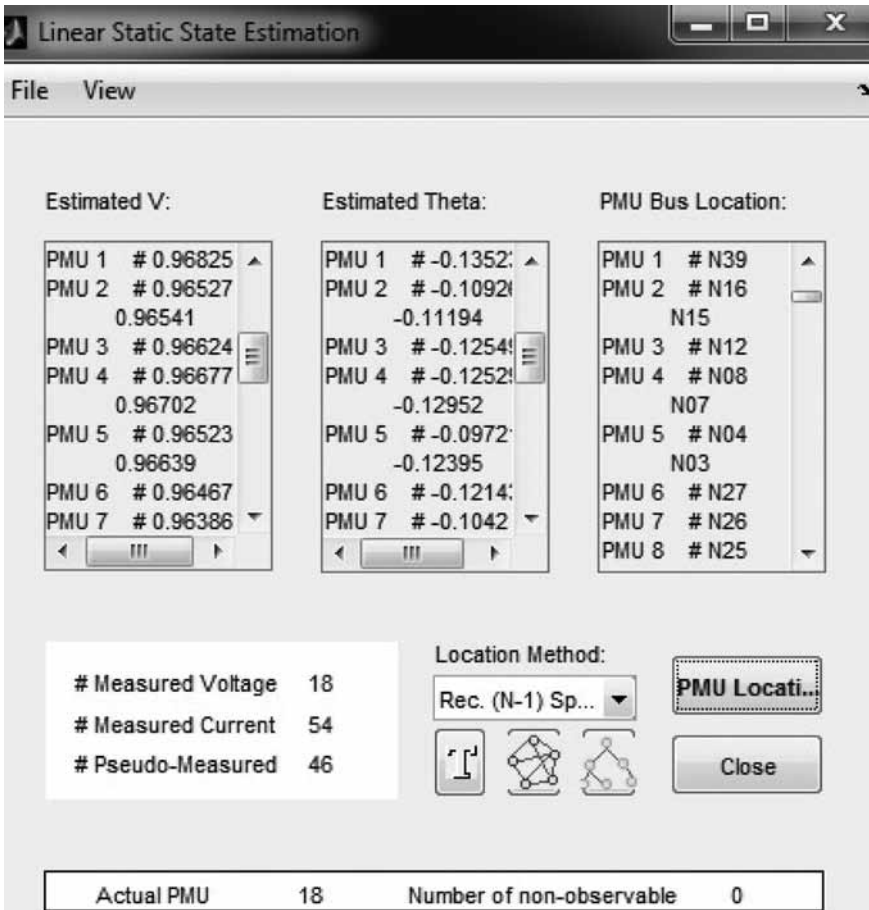 Linear Static State Estimation
File View
Estimated V:
PMU 1 # 0.96825
PMU 2 # 0.96527
0.96541
PMU 3 # 0.96624
PMU 4 # 0.96677
0.96702
PMU 5 # 0.96523
0.96639
PMU 6 # 0.96467
PMU 7 # 0.96386
Estimated Theta:
PMU 1 # -0.1352
PMU 2 # -0.1092
-0.11194
PMU 3 # -0.1254
PMU 4 # -0.1252
-0.12952
PMU 5 # -0.0972
-0.12395
PMU 6 # -0.1214
PMU 7 # -0.1042
PMU Bus Location:
PMU 1 # N39
PMU 2 # N16
N15
PMU 3 # N12
PMU 4 # N08
N07
PMU 5 # N04
N03
PMU 6 # N27
PMU 7 # N26
PMU 8 # N25
# Measured Voltage 18
# Measured Current 54
# Pseudo-Measured 46
Location Method:
Rec. (N-1) Sp...
PMU Locati...
T
Close
Actual PMU 18 Number of non-observable 0